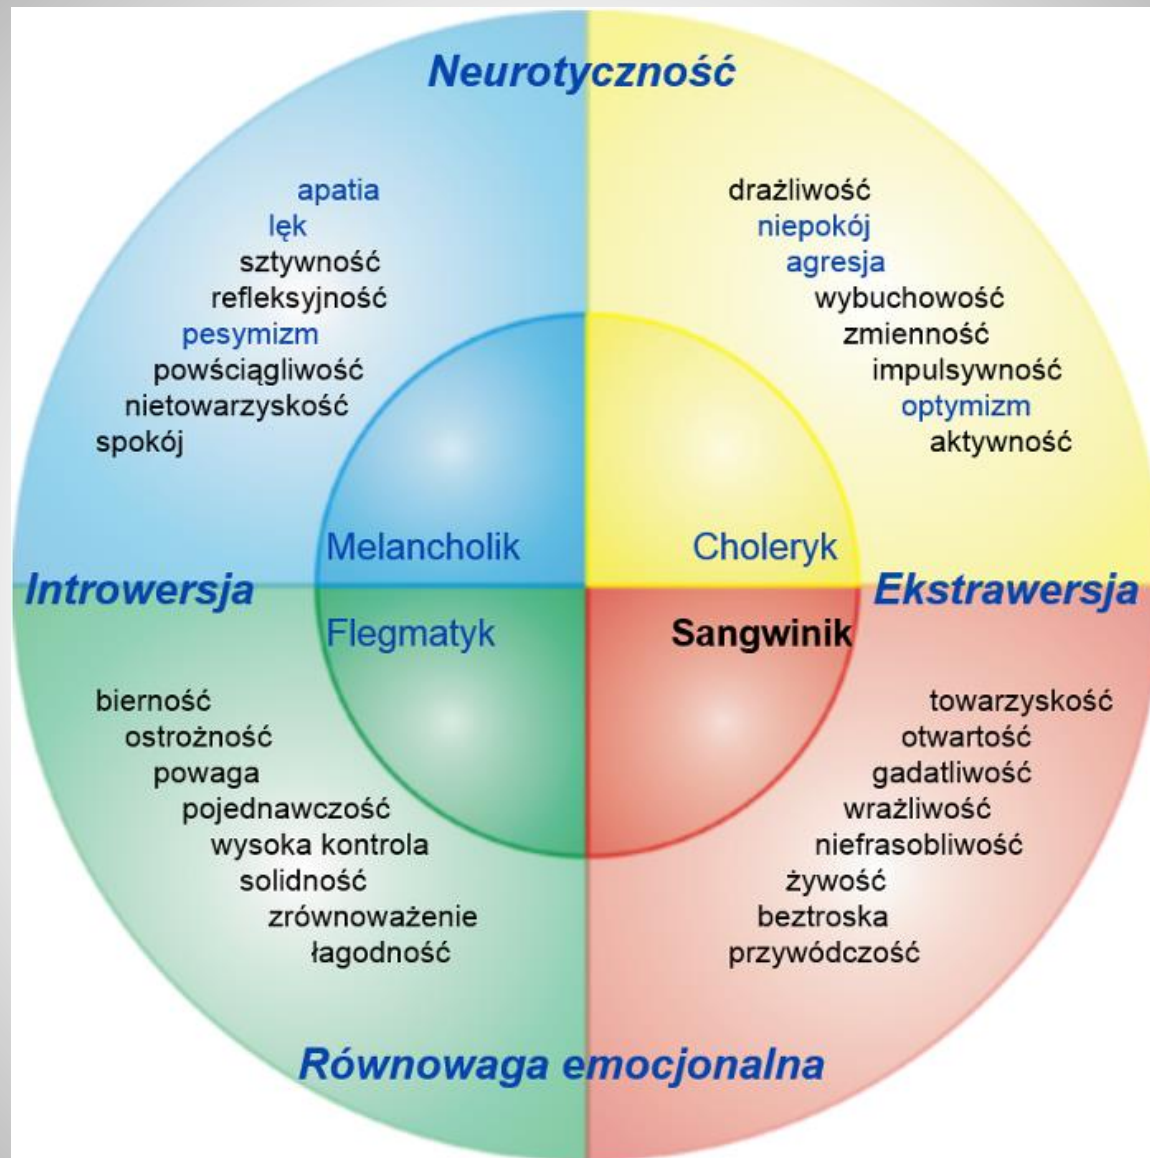 Neurotyczność
apatia
lęk
sztywność
refleksyjność
pesymizm
powściągliwość
nietowarzyskość
spokój
drażliwość
niepokój
agresja
wybuchowość
zmienność
impulsywność
optymizm
aktywność
Melancholik
Choleryk
Introwersja
Ekstrawersja
Flegmatyk
Sangwinik
bierność
ostrożność
powaga
pojednawczość
wysoka kontrola
solidność
zrównoważenie
łagodność
towarzyskość
otwartość
gadatliwość
wrażliwość
niefrasobliwość
żywość
beztroska
przywódczość
Równowaga emocjonalna